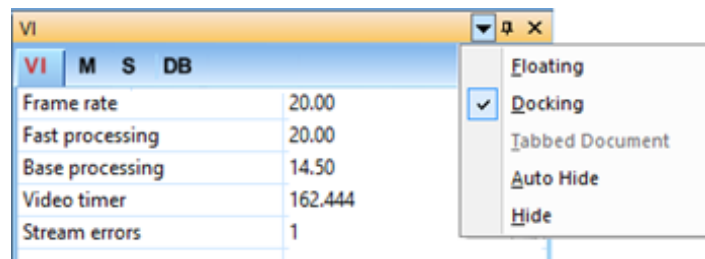 VI
VI M S DB
Frame rate 20.00
Fast processing 20.00
Base processing 14.50
Video timer 162.444
Stream errors 1
Floating
Docking
Tabbed Document
Auto Hide
Hide